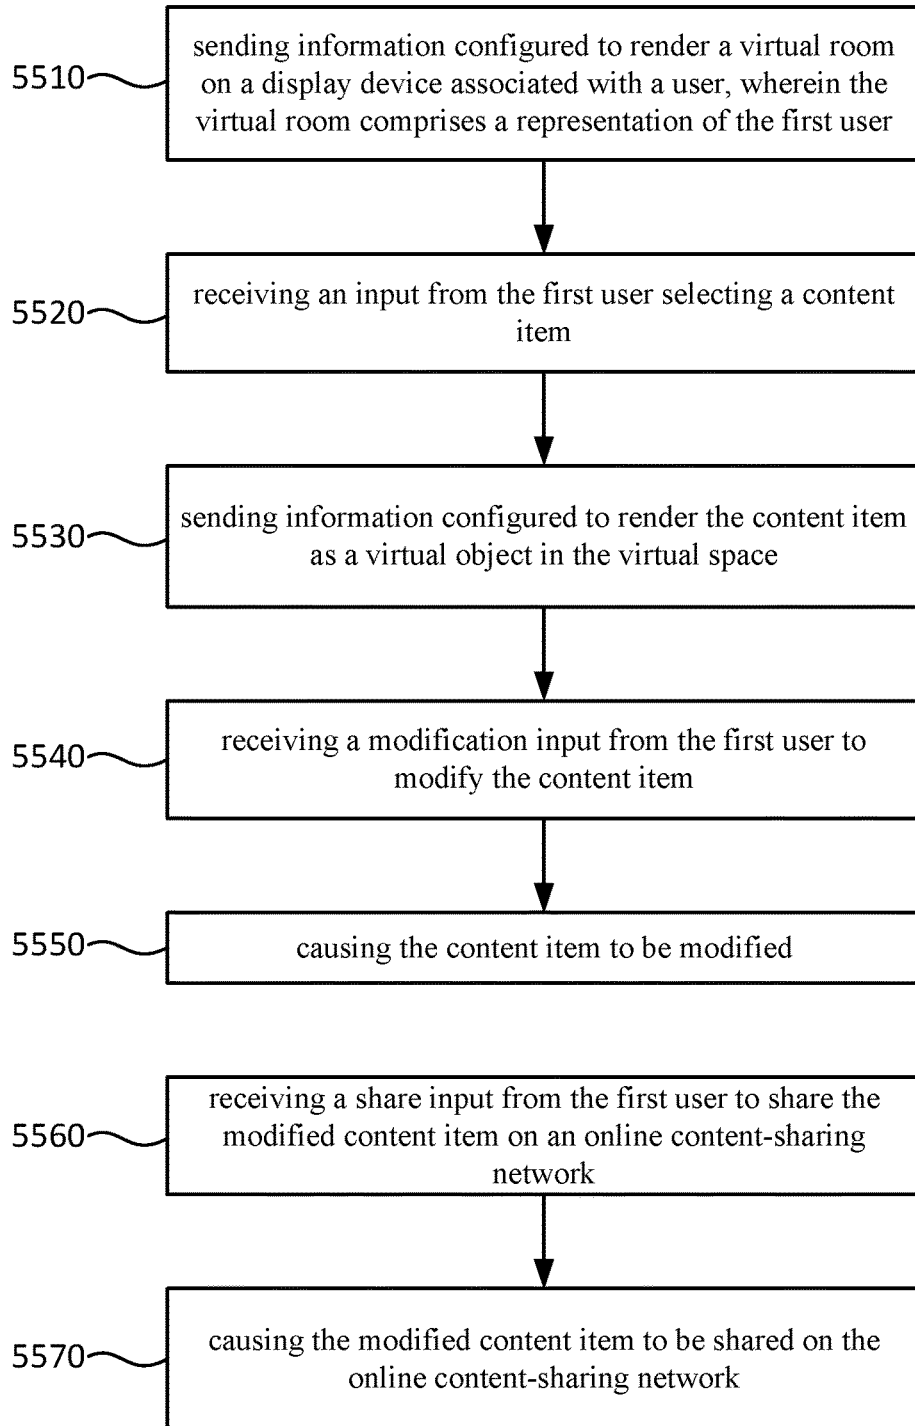 5510
sending information configured to render a virtual room
on a display device associated with a user, wherein the
virtual room comprises a representation of the first user
5520
receiving an input from the first user selecting a content
item
5530
sending information configured to render the content item
as a virtual object in the virtual space
5540
receiving a modification input from the first user to
modify the content item
5550
causing the content item to be modified
5560
receiving a share input from the first user to share the
modified content item on an online content-sharing
network
5570
causing the modified content item to be shared on the
online content-sharing network